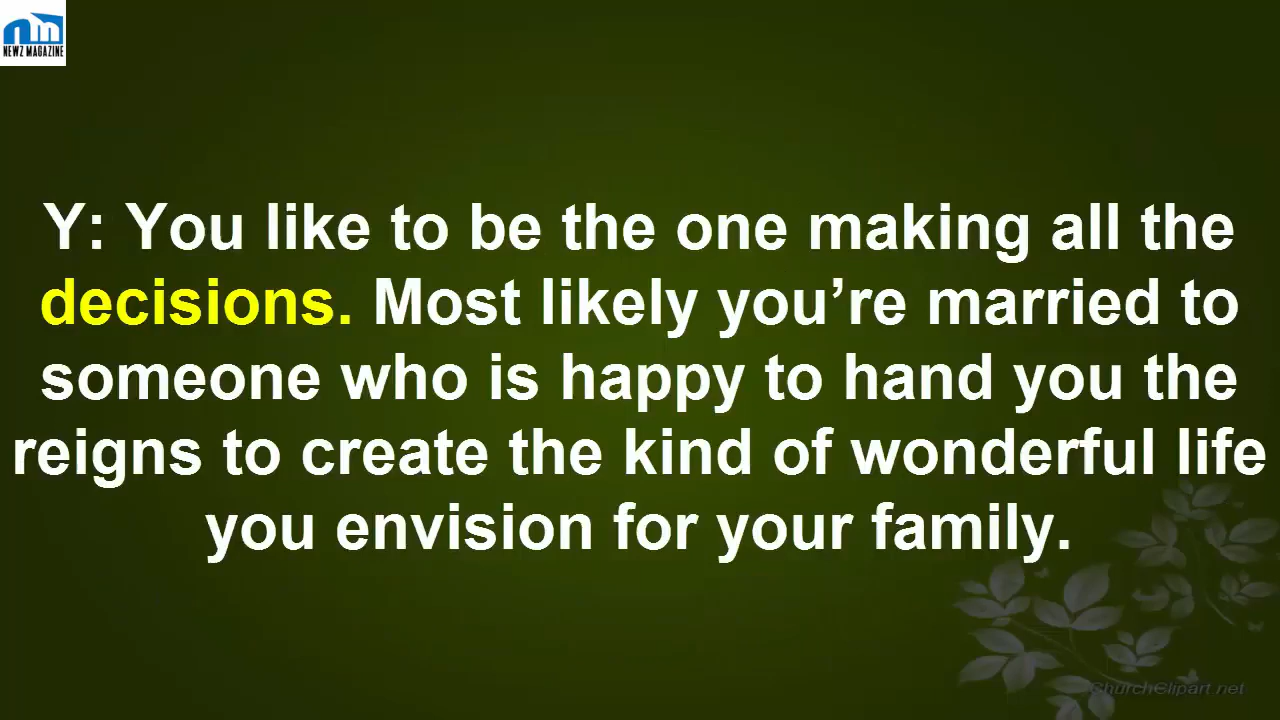 nm
NEWZ MAGAZINE
Y: You like to be the one making all the
decisions. Most likely you’re married to
someone who is happy to hand you the
reigns to create the kind of wonderful life
you envision for your family.
ChurchClipart.net